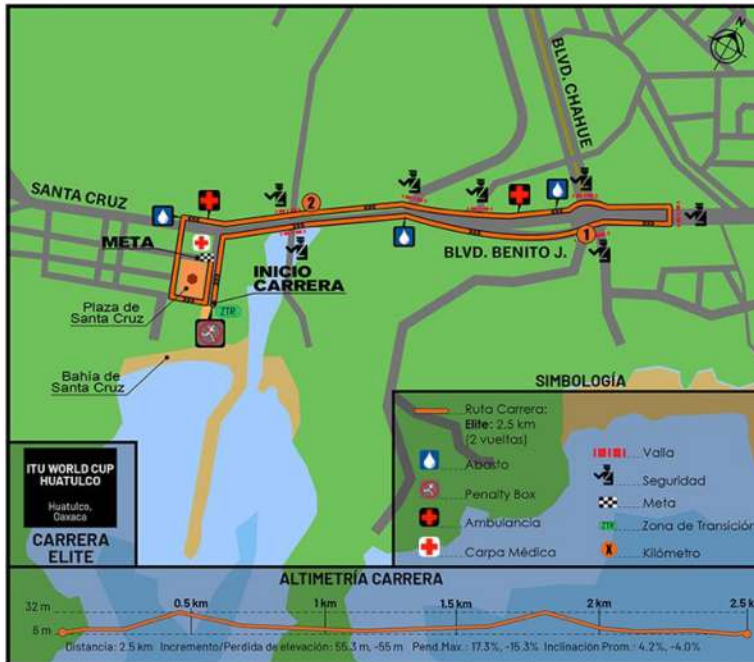 BLVD. CHAHUE
N
SANTA CRUZ
2
META
BLVD. BENITO J.
1
INICIO
CARRERA
ZTR
Plaza de
Santa Cruz
Bahía de
Santa Cruz
SIMBOLOGÍA
Ruta Carrera:
Elite: 2.5 km
(2 vueltas)
Abasto
Penalty Box
Ambulancia
Carpa Médica
Valla
Seguridad
Meta
ZTR Zona de Transición
X Kilómetro
ITU WORLD CUP
HUATULCO
Huatulco,
Oaxaca
CARRERA
ELITE
ALTIMETRÍA CARRERA
32 m
6 m
0.5 km
1 km
1.5 km
2 km
2.5 k
Distancia: 2.5 km Incremento/Perdida de elevación: 55.3 m, -55 m Pend.Max.: 17.3%, -15.3% Inclinación Prom.: 4.2%, -4.0%